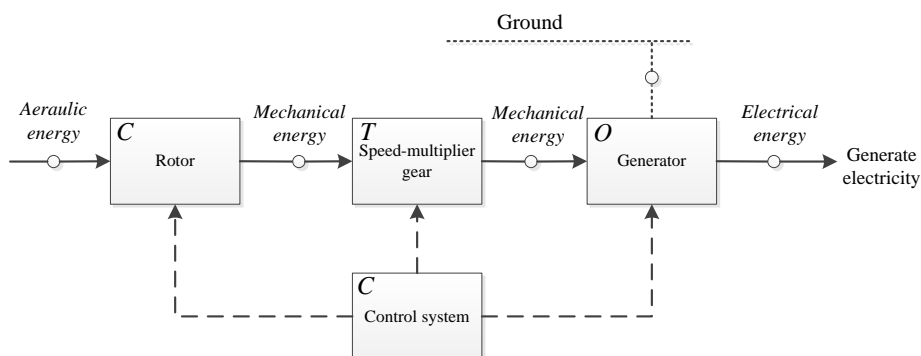 Ground
Aeraulic
energy
C
Rotor
Mechanical
energy
T
Speed-multiplier
gear
Mechanical
energy
O
Generator
Electrical
energy
Generate
electricity
C
Control system